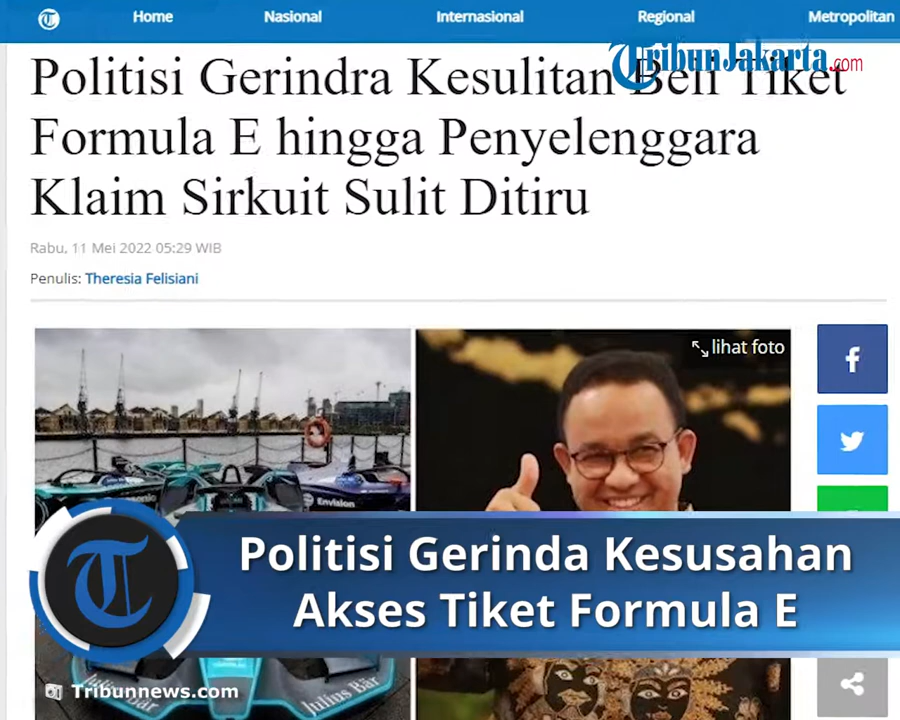 Home
Nasional
Internasional
Regional
Metropolitan
TribunJakarta.com
Politisi Gerindra Kesulitan Beli Tiket
Formula E hingga Penyelenggara
Klaim Sirkuit Sulit Ditiru
Rabu, 11 Mei 2022 05:29 WIB
Penulis: Theresia Felisiani
lihat foto
Envision
Politisi Gerinda Kesusahan
Akses Tiket Formula E
Julius Bär
Julius Bär
Tribunnews.com